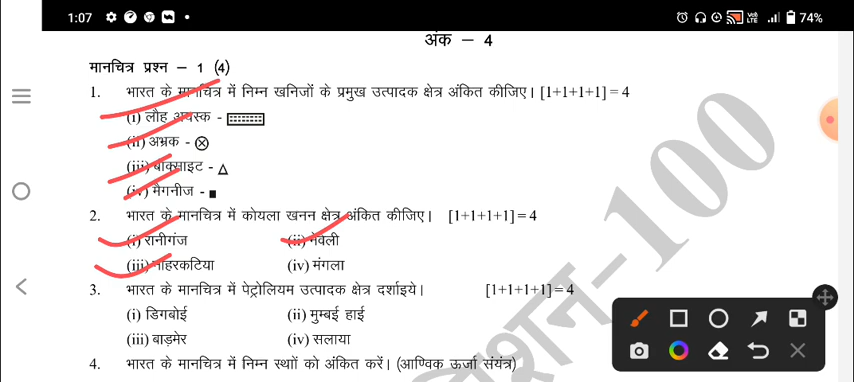 1:07 74%
अंक – 4
मानचित्र प्रश्न – 1 (4)
1. भारत के मानचित्र में निम्न खनिजों के प्रमुख उत्पादक क्षेत्र अंकित कीजिए। [1+1+1+1] = 4
(i) लौह अयस्क -
(ii) अभ्रक -
(iii) बॉक्साइट -
(iv) मैगनीज -
2. भारत के मानचित्र में कोयला खनन क्षेत्र अंकित कीजिए। [1+1+1+1] = 4
(i) रानीगंज (ii) नेवेली
(iii) मोहरकटिया (iv) मंगला
3. भारत के मानचित्र में पेट्रोलियम उत्पादक क्षेत्र दर्शाइये। [1+1+1+1] = 4
(i) डिगबोई (ii) मुम्बई हाई
(iii) बाड़मेर (iv) सलाया
4. भारत के मानचित्र में निम्न स्थाों को अंकित करें। (आण्विक ऊर्जा संयंत्र)
शन-100